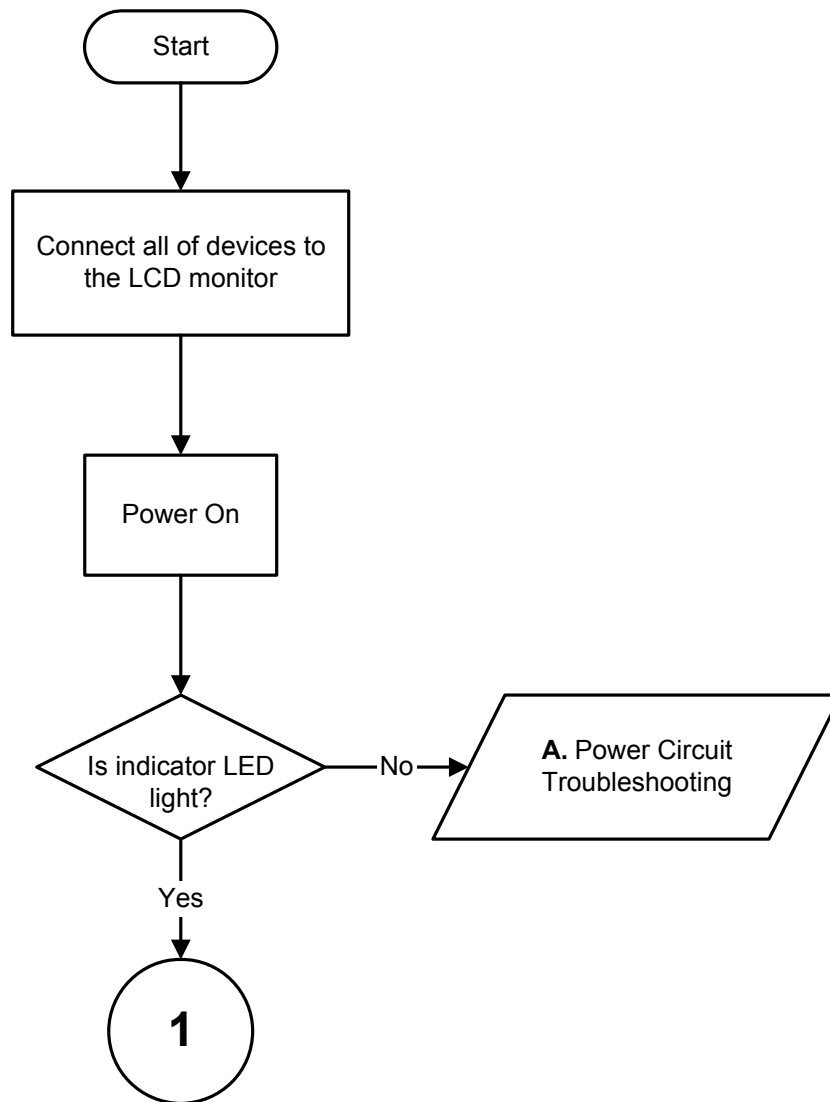 Start
Connect all of devices to
the LCD monitor
Power On
Is indicator LED
light?
No
A. Power Circuit
Troubleshooting
Yes
1